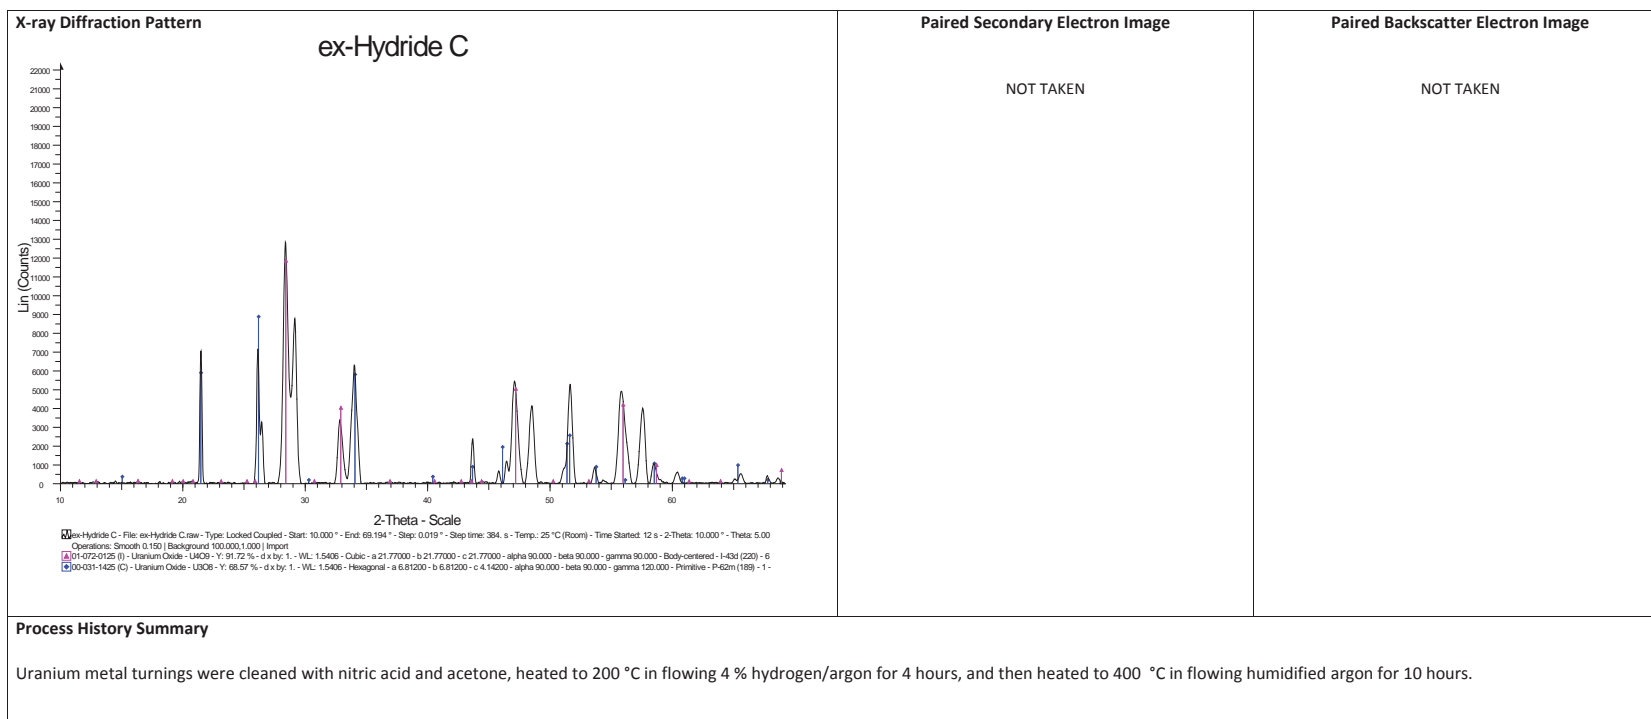 X-ray Diffraction Pattern
Paired Secondary Electron Image
Paired Backscatter Electron Image
ex-Hydride C
NOT TAKEN
NOT TAKEN
22000
21000
20000
19000
18000
17000
16000
15000
14000
13000
12000
11000
10000
9000
8000
7000
6000
5000
4000
3000
2000
1000
0
Lin (Counts)
10 20 30 40 50 60
2-Theta - Scale
ex-Hydride C - File: ex-Hydride C.raw - Type: Locked Coupled - Start: 10.000 ° - End: 69.194 ° - Step: 0.019 ° - Step time: 384. s - Temp.: 25 °C (Room) - Time Started: 12 s - 2-Theta: 10.000 ° - Theta: 5.00
Operations: Smooth 0.150 | Background 100.000,1.000 | Import
01-072-0125 (I) - Uranium Oxide - U4O9 - Y: 91.72 % - d x by: 1. - WL: 1.5406 - Cubic - a 21.77000 - b 21.77000 - c 21.77000 - alpha 90.000 - beta 90.000 - gamma 90.000 - Body-centered - I-43d (220) - 6
00-031-1425 (C) - Uranium Oxide - U3O8 - Y: 68.57 % - d x by: 1. - WL: 1.5406 - Hexagonal - a 6.81200 - b 6.81200 - c 4.14200 - alpha 90.000 - beta 90.000 - gamma 120.000 - Primitive - P-62m (189) - 1 -
Process History Summary
Uranium metal turnings were cleaned with nitric acid and acetone, heated to 200 °C in flowing 4 % hydrogen/argon for 4 hours, and then heated to 400 °C in flowing humidified argon for 10 hours.